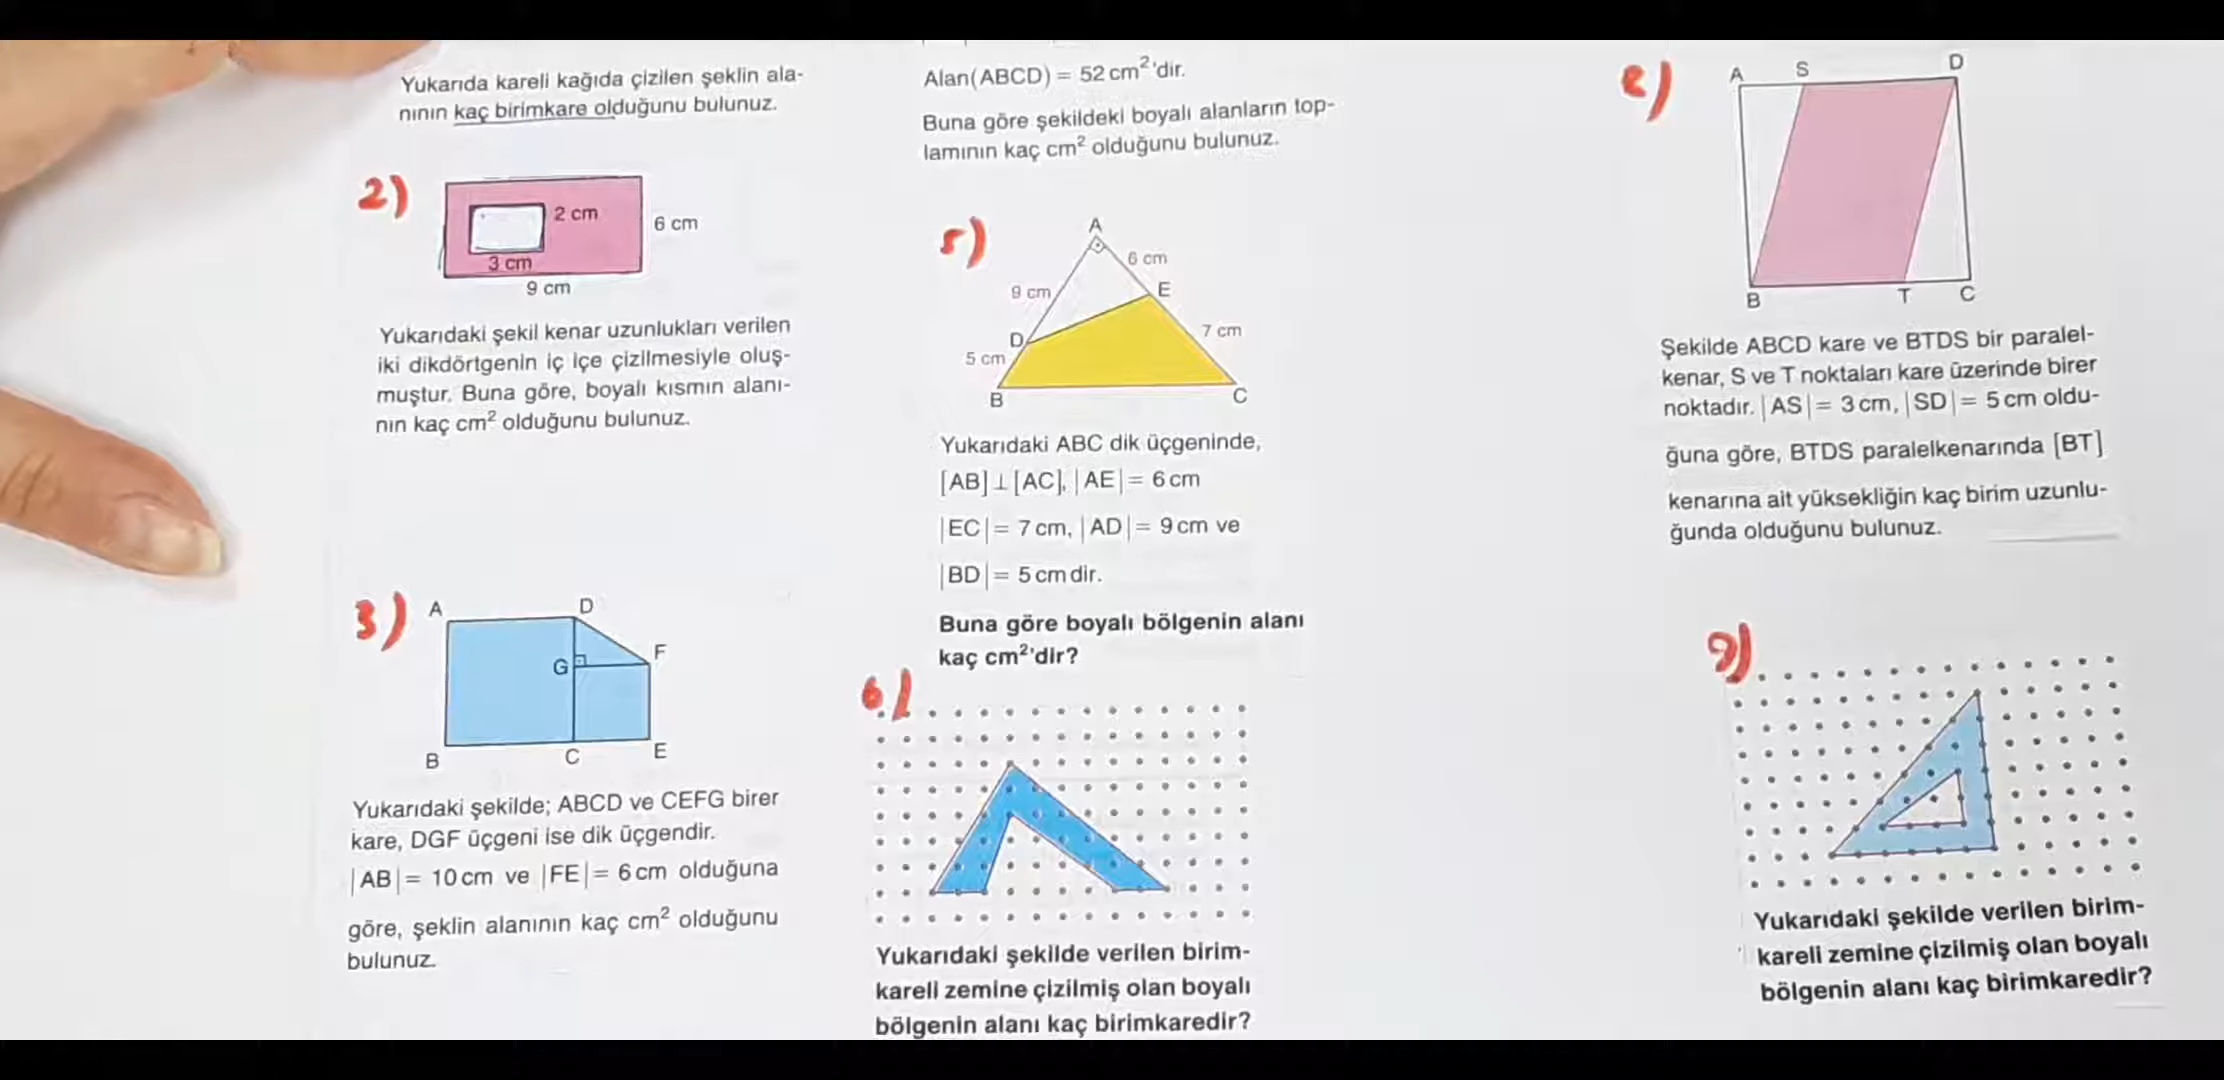 Yukarıda kareli kağıda çizilen şeklin ala-
nının kaç birimkare olduğunu bulunuz.
2)
2 cm
6 cm
3 cm
9 cm
Yukarıdaki şekil kenar uzunlukları verilen
iki dikdörtgenin iç içe çizilmesiyle oluş-
muştur. Buna göre, boyalı kısmın alanı-
nın kaç cm² olduğunu bulunuz.
3)
A
D
G
F
B
C
E
Yukarıdaki şekilde; ABCD ve CEFG birer
kare, DGF üçgeni ise dik üçgendir.
|AB| = 10 cm ve |FE| = 6 cm olduğuna
göre, şeklin alanının kaç cm² olduğunu
bulunuz.
Alan(ABCD) = 52 cm²'dir.
Buna göre şekildeki boyalı alanların top-
lamının kaç cm² olduğunu bulunuz.
5)
A
6 cm
9 cm
E
D
7 cm
5 cm
B
C
Yukarıdaki ABC dik üçgeninde,
[AB] ⊥ [AC], |AE| = 6 cm
|EC| = 7 cm, |AD| = 9 cm ve
|BD| = 5 cm dir.
Buna göre boyalı bölgenin alanı
kaç cm²'dir?
6)
Yukarıdaki şekilde verilen birim-
kareli zemine çizilmiş olan boyalı
bölgenin alanı kaç birimkaredir?
8)
A
S
D
B
T
C
Şekilde ABCD kare ve BTDS bir paralel-
kenar, S ve T noktaları kare üzerinde birer
noktadır. |AS| = 3 cm, |SD| = 5 cm oldu-
ğuna göre, BTDS paralelkenarında [BT]
kenarına ait yüksekliğin kaç birim uzunlu-
ğunda olduğunu bulunuz.
9)
Yukarıdaki şekilde verilen birim-
kareli zemine çizilmiş olan boyalı
bölgenin alanı kaç birimkaredir?